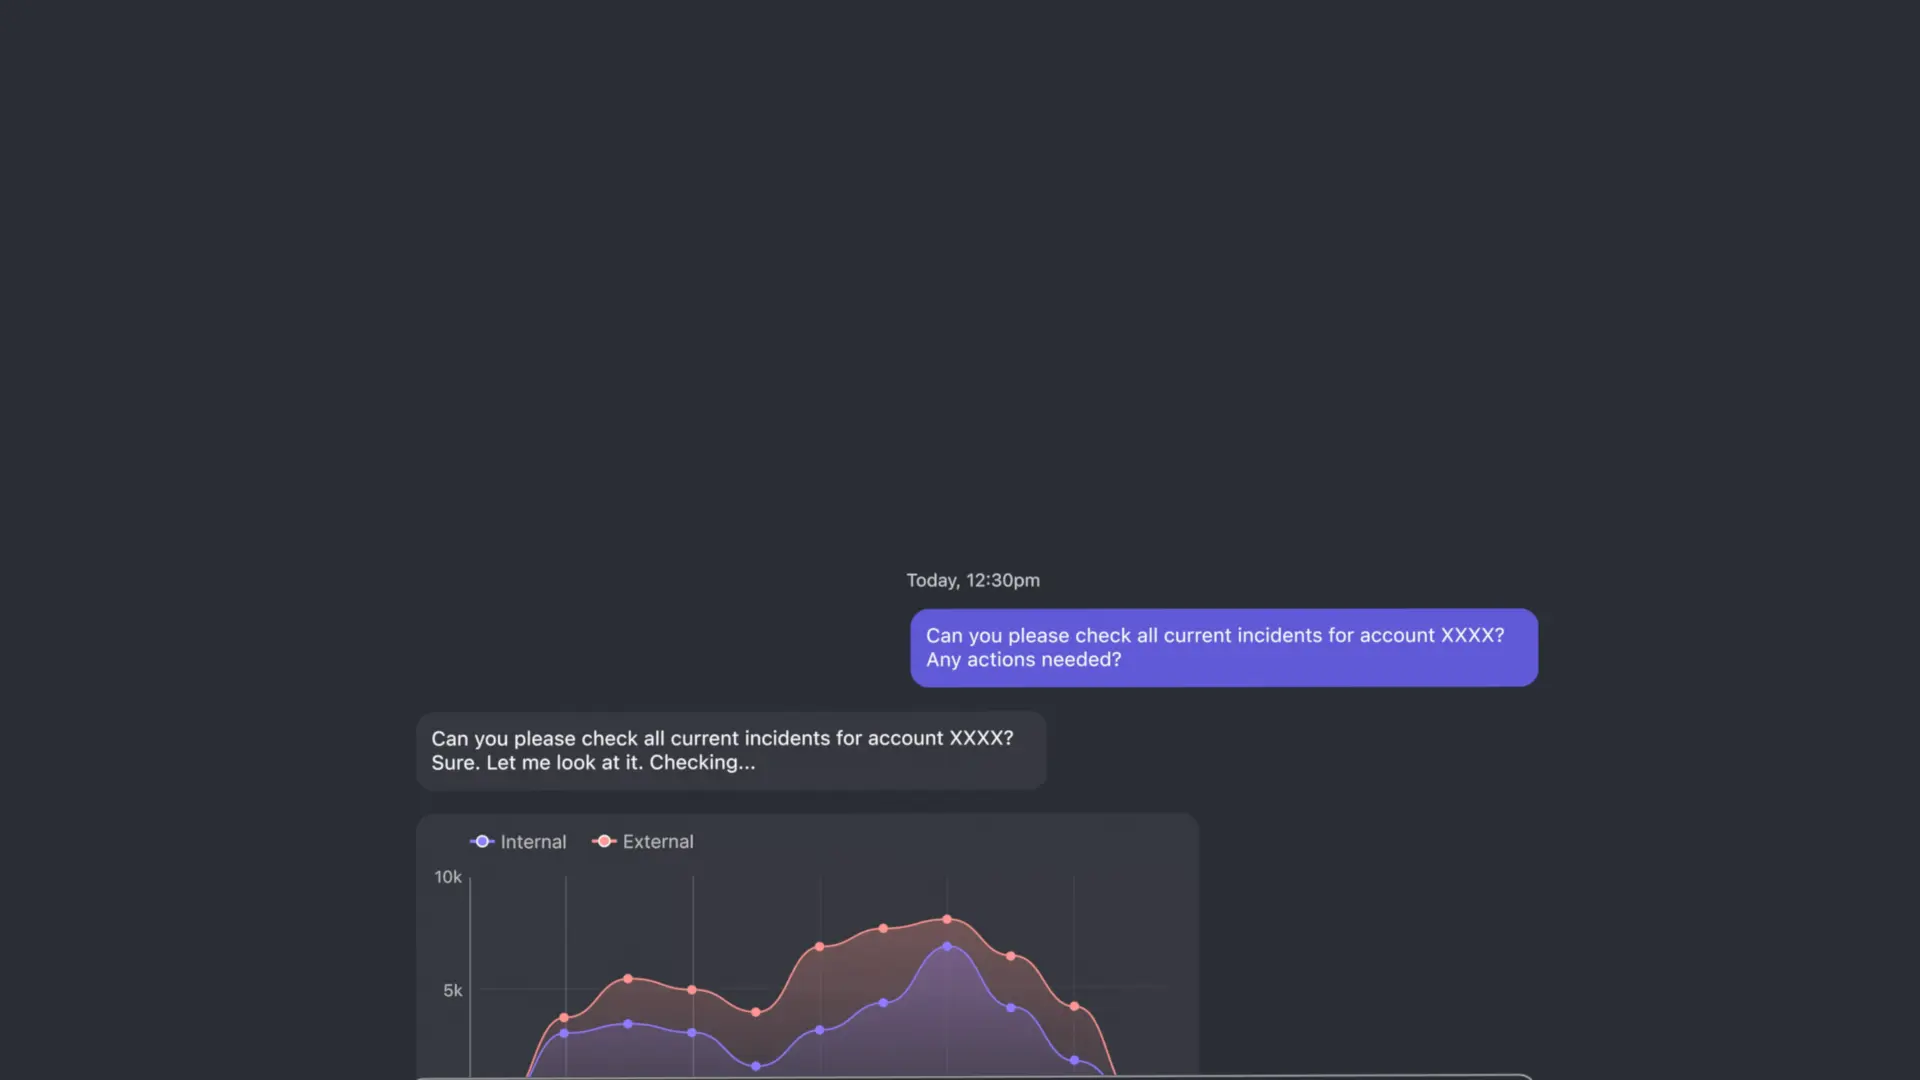 Today, 12:30pm
Can you please check all current incidents for account XXXX?
Any actions needed?
Can you please check all current incidents for account XXXX?
Sure. Let me look at it. Checking...
Internal External
10k
5k